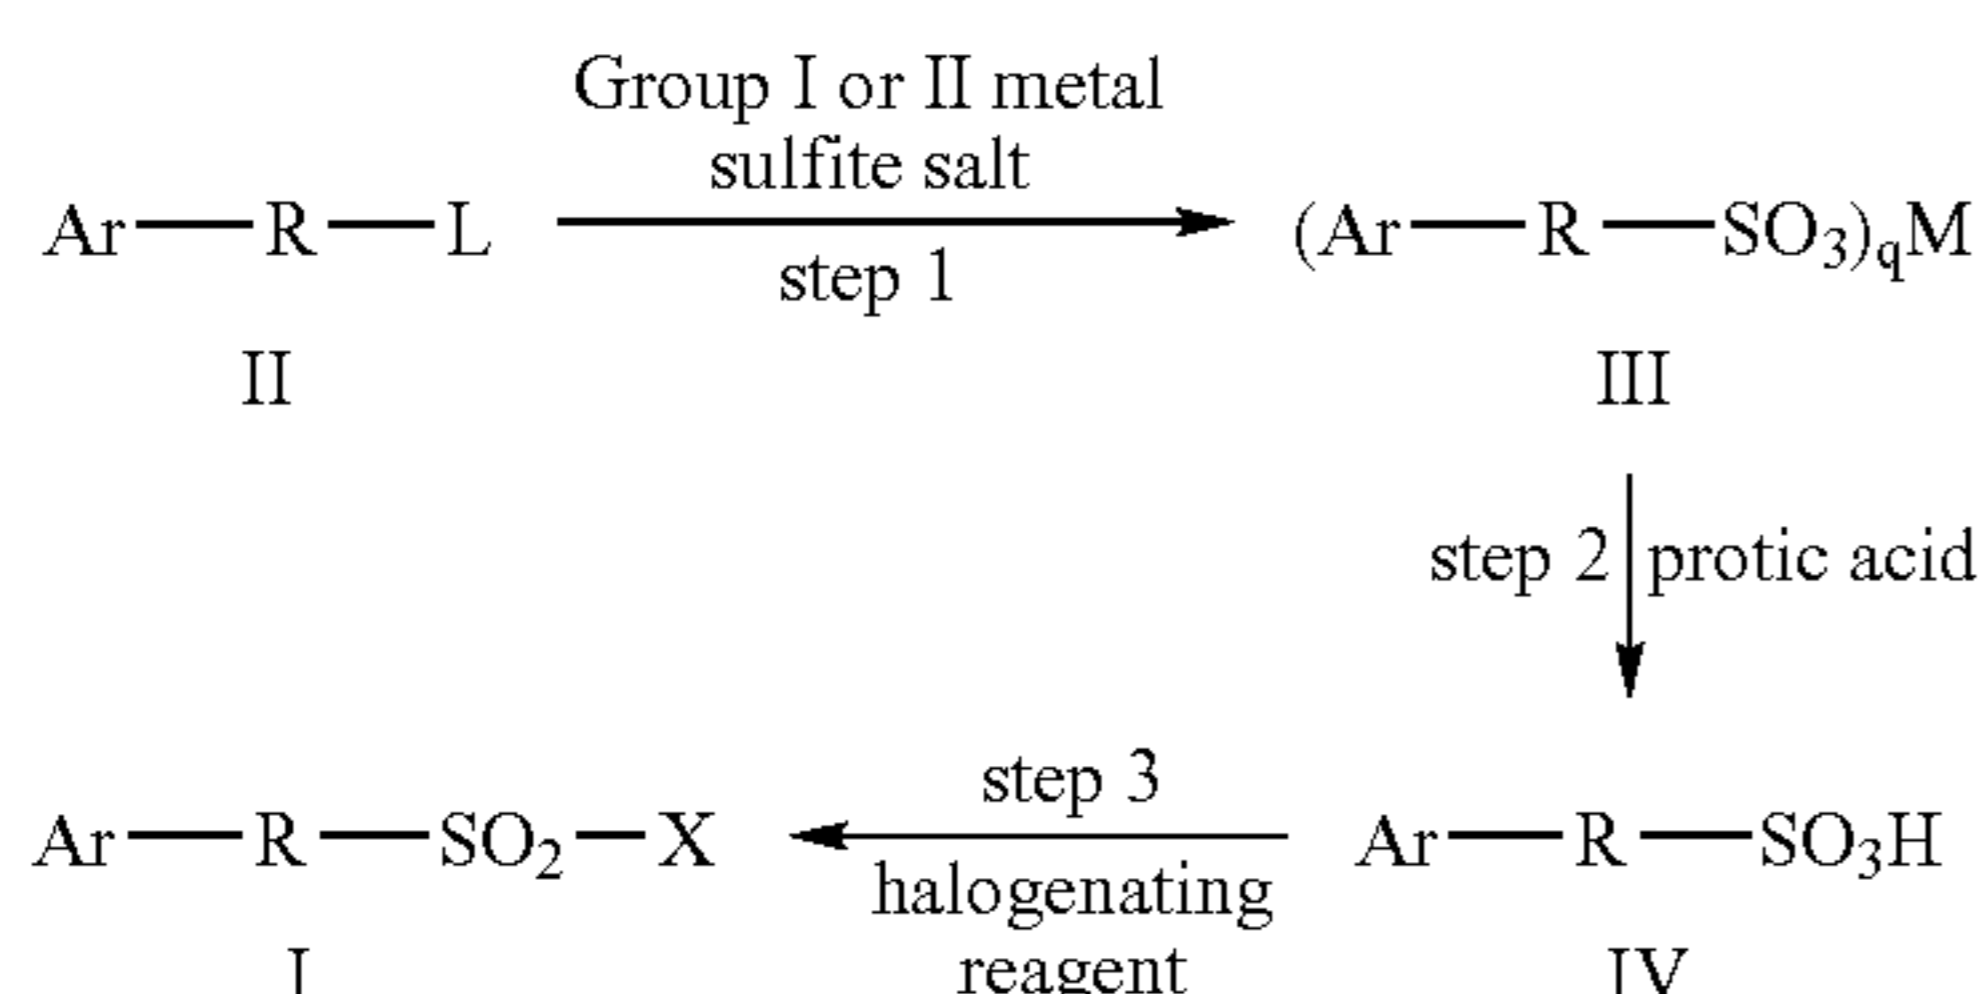 Group I or II metal
sulfite salt
Ar—R—L
step 1
(Ar—R—SO₃)qM
II
III
step 2
protic acid
step 3
Ar—R—SO₂—X
Ar—R—SO₃H
halogenating
reagent
I
IV